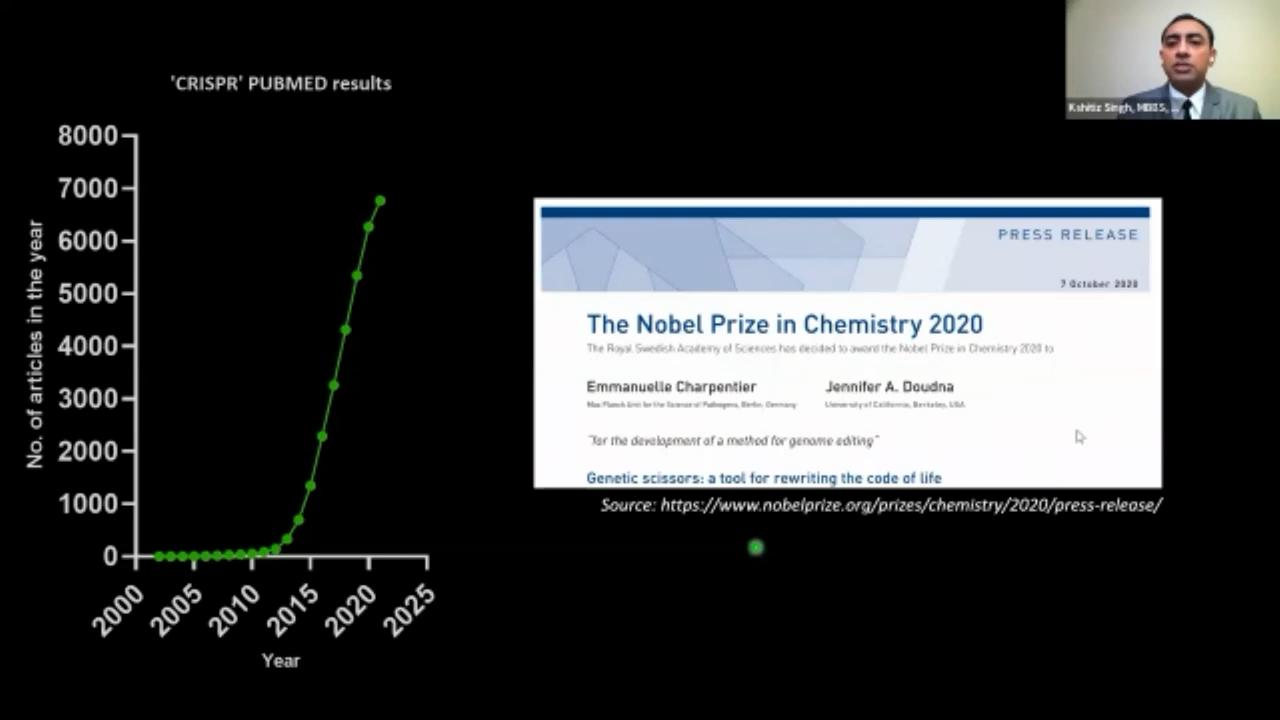 'CRISPR' PUBMED results
8000
7000
6000
5000
4000
3000
2000
1000
0
No. of articles in the year
2000
2005
2010
2015
2020
2025
Year
Kshitiz Singh, MBBS, ...
PRESS RELEASE
7 October 2020
The Nobel Prize in Chemistry 2020
The Royal Swedish Academy of Sciences has decided to award the Nobel Prize in Chemistry 2020 to
Emmanuelle Charpentier
Jennifer A. Doudna
Max Planck Unit for the Science of Pathogens, Berlin, Germany
University of California, Berkeley, USA
"for the development of a method for genome editing"
Genetic scissors: a tool for rewriting the code of life
Source: https://www.nobelprize.org/prizes/chemistry/2020/press-release/